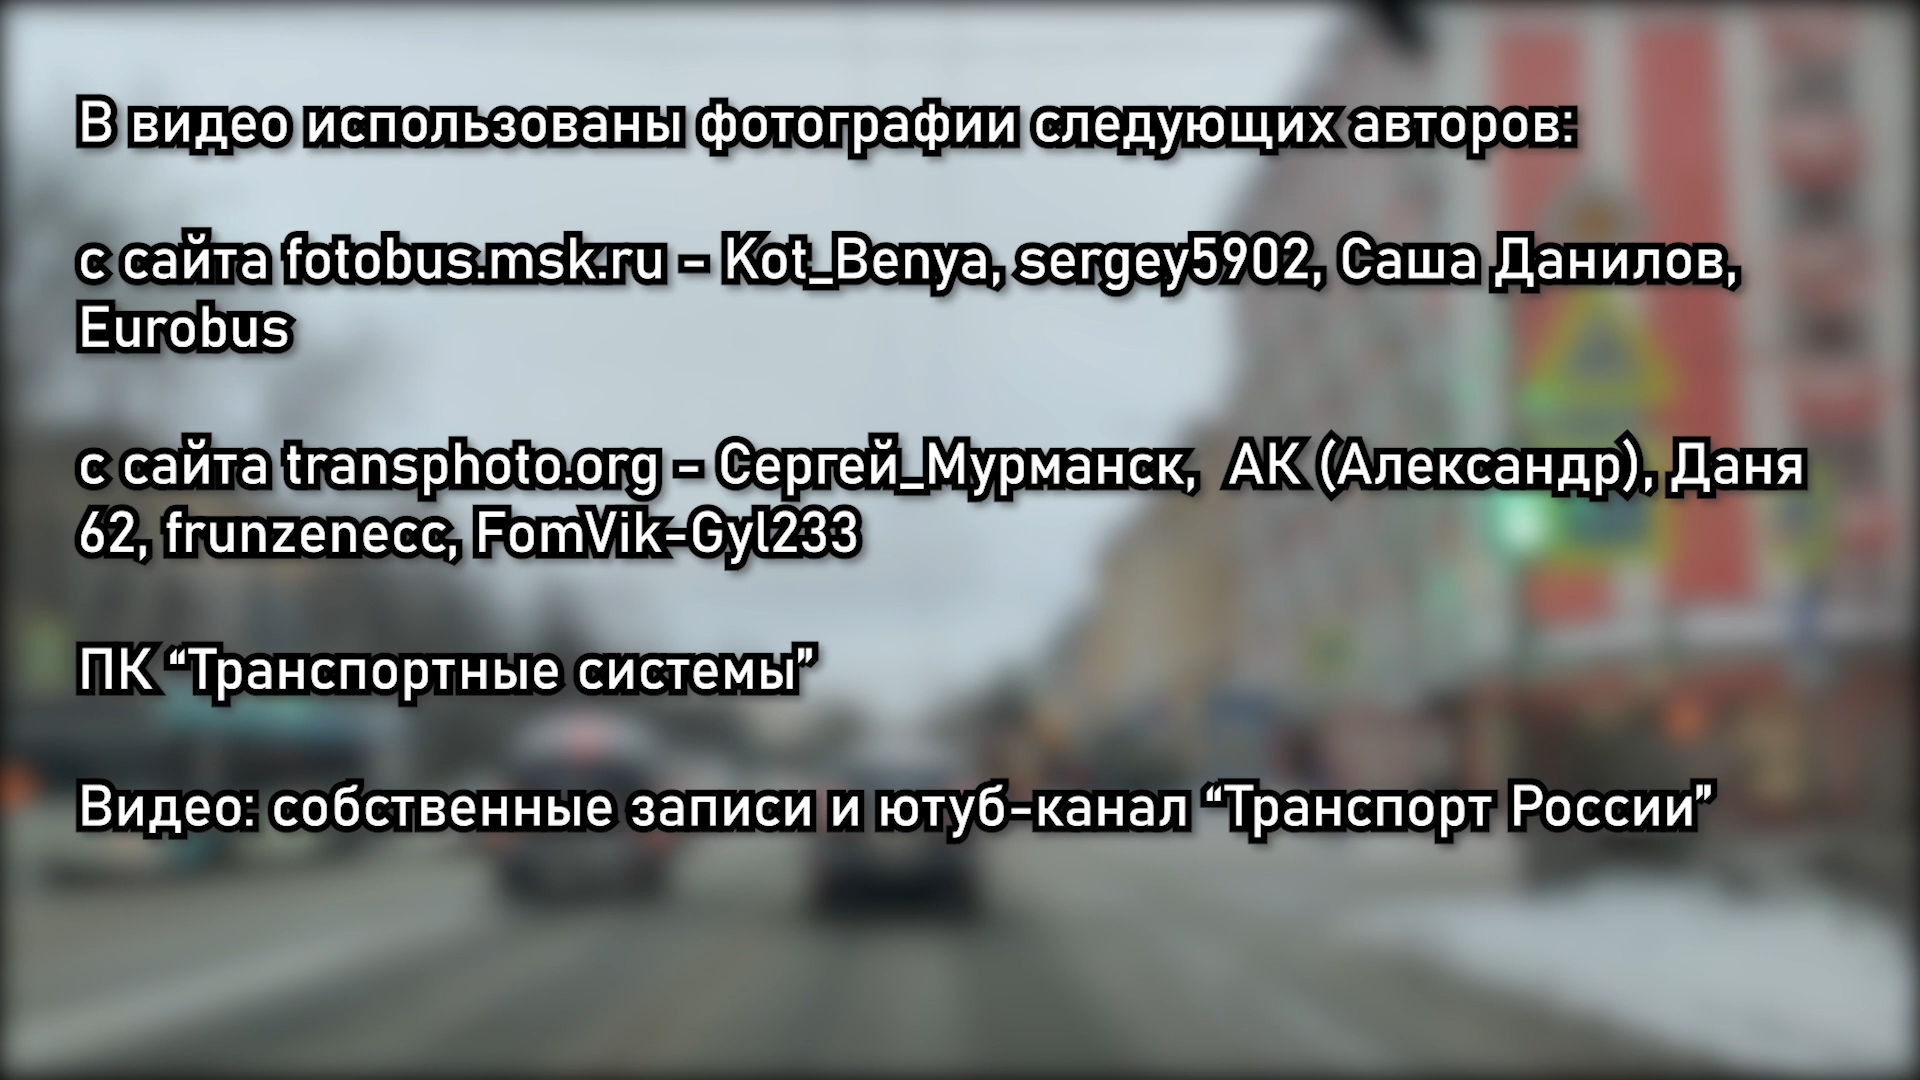 В видео использованы фотографии следующих авторов:
с сайта fotobus.msk.ru – Kot_Benya, sergey5902, Саша Данилов,
Eurobus
с сайта transphoto.org – Сергей_Мурманск, АК (Александр), Даня
62, frunzenecc, FomVik-Gyl233
ПК “Транспортные системы”
Видео: собственные записи и ютуб-канал “Транспорт России”